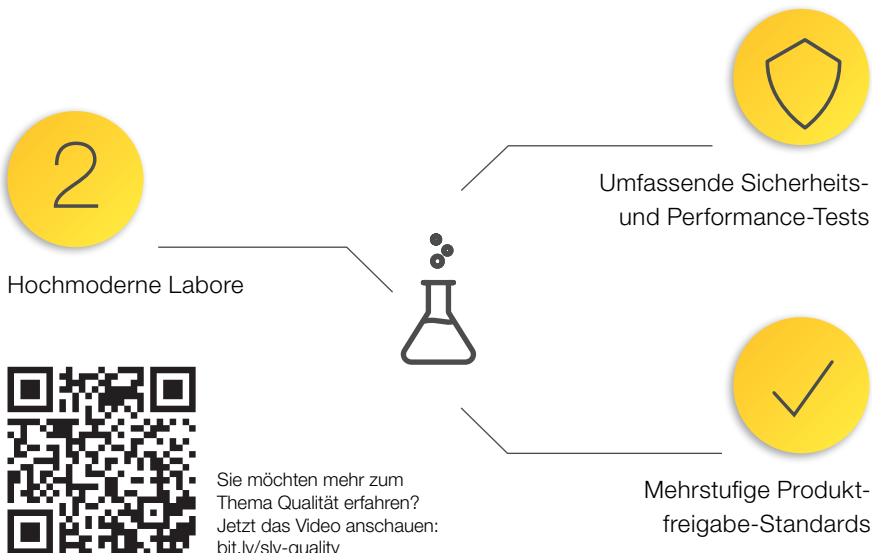 2
Hochmoderne Labore
Umfassende Sicherheits-
und Performance-Tests
Sie möchten mehr zum
Thema Qualität erfahren?
Jetzt das Video anschauen:
bit.ly/slv-quality
Mehrstufige Produkt-
freigabe-Standards